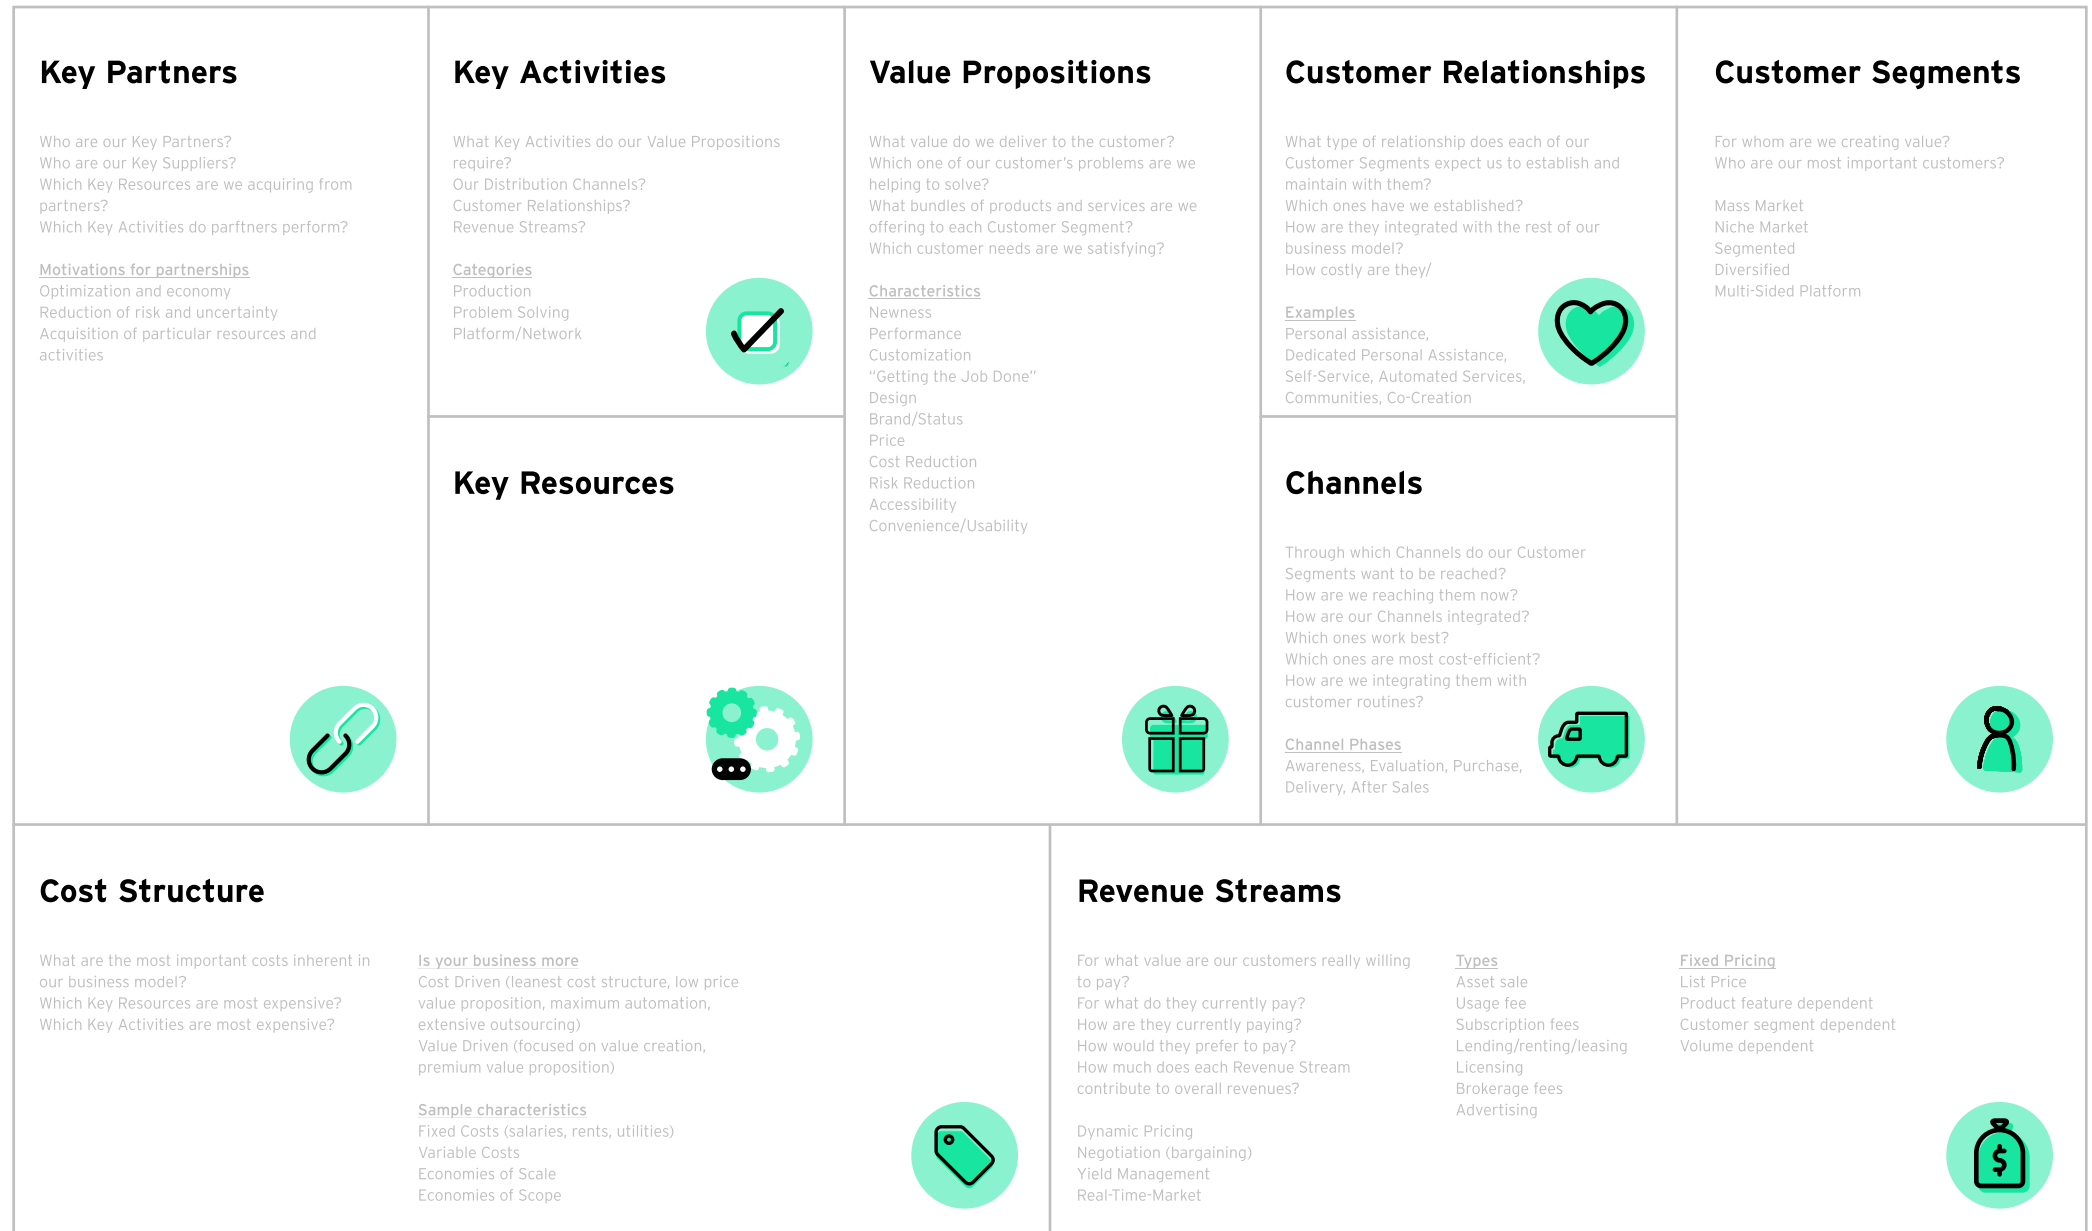 Key Partners
Who are our Key Partners?
Who are our Key Suppliers?
Which Key Resources are we acquiring from
partners?
Which Key Activities do parftners perform?
Motivations for partnerships
Optimization and economy
Reduction of risk and uncertainty
Acquisition of particular resources and
activities
Key Activities
What Key Activities do our Value Propositions
require?
Our Distribution Channels?
Customer Relationships?
Revenue Streams?
Categories
Production
Problem Solving
Platform/Network
Key Resources
Value Propositions
What value do we deliver to the customer?
Which one of our customer's problems are we
helping to solve?
What bundles of products and services are we
offering to each Customer Segment?
Which customer needs are we satisfying?
Characteristics
Newness
Performance
Customization
“Getting the Job Done”
Design
Brand/Status
Price
Cost Reduction
Risk Reduction
Accessibility
Convenience/Usability
Customer Relationships
What type of relationship does each of our
Customer Segments expect us to establish and
maintain with them?
Which ones have we established?
How are they integrated with the rest of our
business model?
How costly are they/
Examples
Personal assistance,
Dedicated Personal Assistance,
Self-Service, Automated Services,
Communities, Co-Creation
Channels
Through which Channels do our Customer
Segments want to be reached?
How are we reaching them now?
How are our Channels integrated?
Which ones work best?
Which ones are most cost-efficient?
How are we integrating them with
customer routines?
Channel Phases
Awareness, Evaluation, Purchase,
Delivery, After Sales
Customer Segments
For whom are we creating value?
Who are our most important customers?
Mass Market
Niche Market
Segmented
Diversified
Multi-Sided Platform
Cost Structure
What are the most important costs inherent in
our business model?
Which Key Resources are most expensive?
Which Key Activities are most expensive?
Is your business more
Cost Driven (leanest cost structure, low price
value proposition, maximum automation,
extensive outsourcing)
Value Driven (focused on value creation,
premium value proposition)
Sample characteristics
Fixed Costs (salaries, rents, utilities)
Variable Costs
Economies of Scale
Economies of Scope
Revenue Streams
For what value are our customers really willing
to pay?
For what do they currently pay?
How are they currently paying?
How would they prefer to pay?
How much does each Revenue Stream
contribute to overall revenues?
Dynamic Pricing
Negotiation (bargaining)
Yield Management
Real-Time-Market
Types
Asset sale
Usage fee
Subscription fees
Lending/renting/leasing
Licensing
Brokerage fees
Advertising
Fixed Pricing
List Price
Product feature dependent
Customer segment dependent
Volume dependent
$